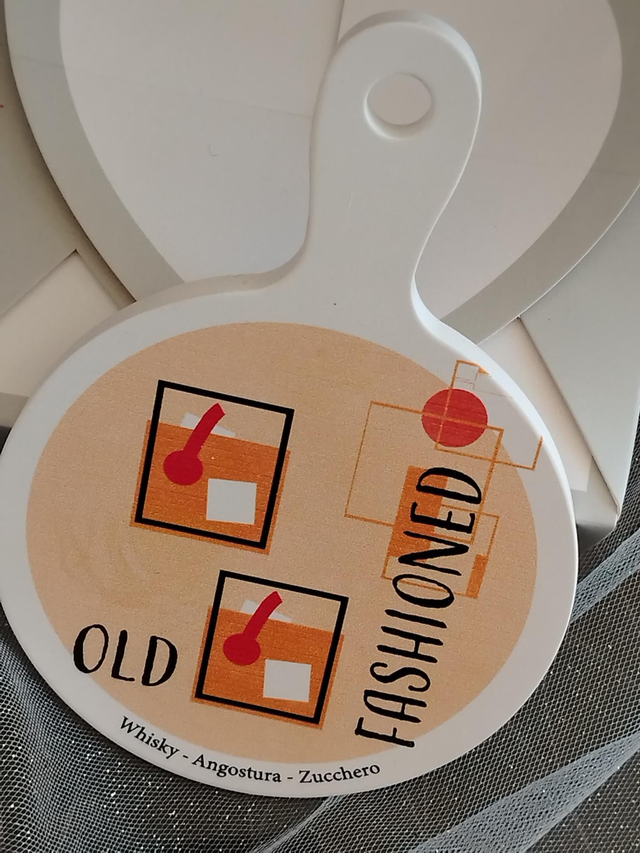 OLD
FASHIONED
Whisky - Angostura - Zucchero